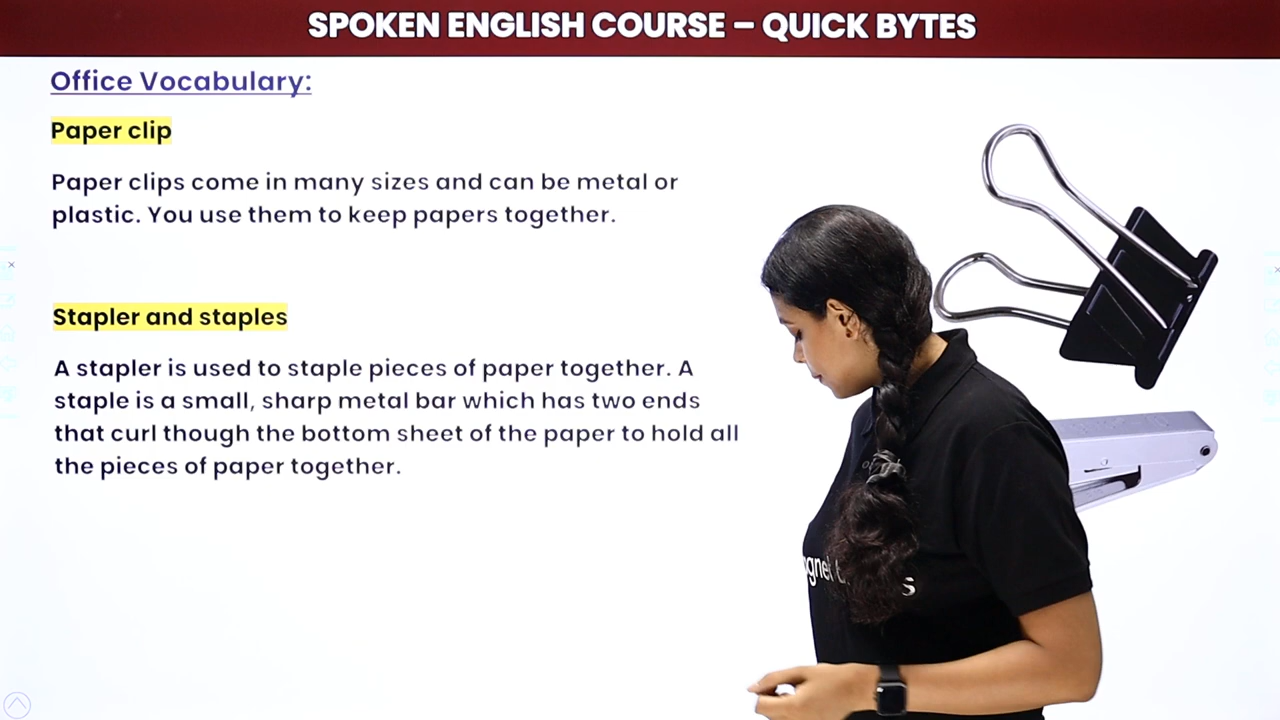 SPOKEN ENGLISH COURSE – QUICK BYTES
Office Vocabulary:
Paper clip
Paper clips come in many sizes and can be metal or
plastic. You use them to keep papers together.
Stapler and staples
A stapler is used to staple pieces of paper together. A
staple is a small, sharp metal bar which has two ends
that curl though the bottom sheet of the paper to hold all
the pieces of paper together.